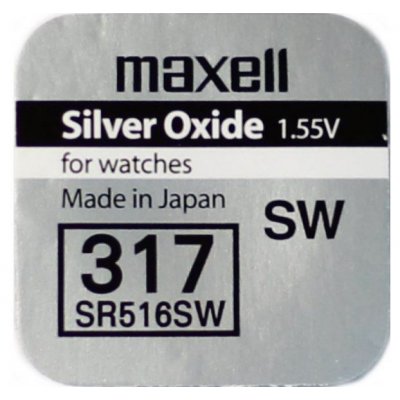 maxell
Silver Oxide 1.55V
for watches
Made in Japan
SW
317
SR516SW